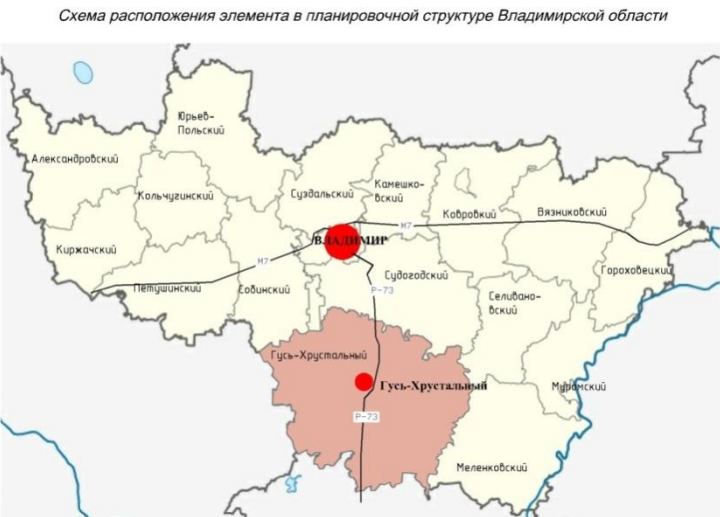 Схема расположения элемента в планировочной структуре Владимирской области
Юрьев-
Польский
Александровский
Кольчугинский
Суздальский
Камешко-
вский
Ковровкий
Вязниковский
М7
ВЛАДИМИР
Киржачский
М7
Гороховецкий
Судогодский
Петушинский
Собинский
Р-73
Селивано-
вский
Гусь-Хрустальный
Гусь-Хрустальный
Муромский
Р-73
Меленковский